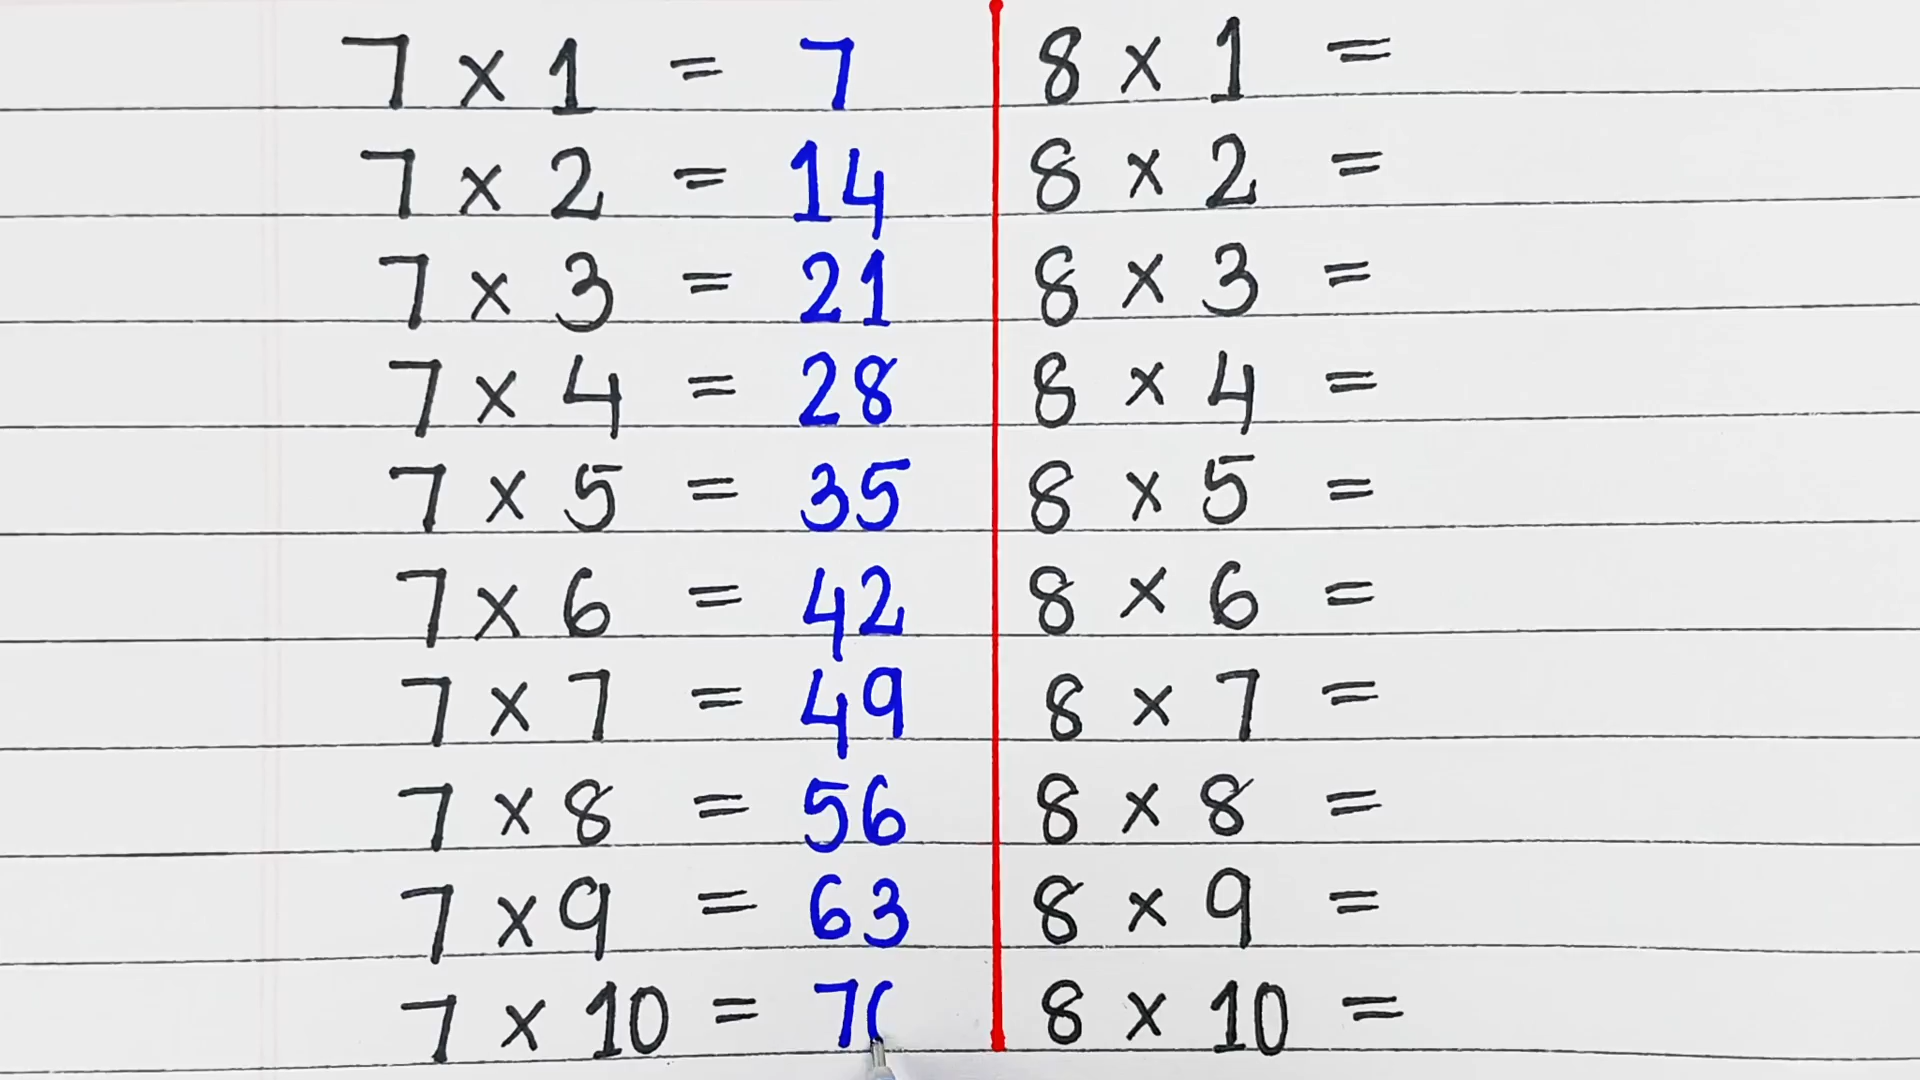 7 × 1 = 7
7 × 2 = 14
7 × 3 = 21
7 × 4 = 28
7 × 5 = 35
7 × 6 = 42
7 × 7 = 49
7 × 8 = 56
7 × 9 = 63
7 × 10 = 70
8 × 1 =
8 × 2 =
8 × 3 =
8 × 4 =
8 × 5 =
8 × 6 =
8 × 7 =
8 × 8 =
8 × 9 =
8 × 10 =